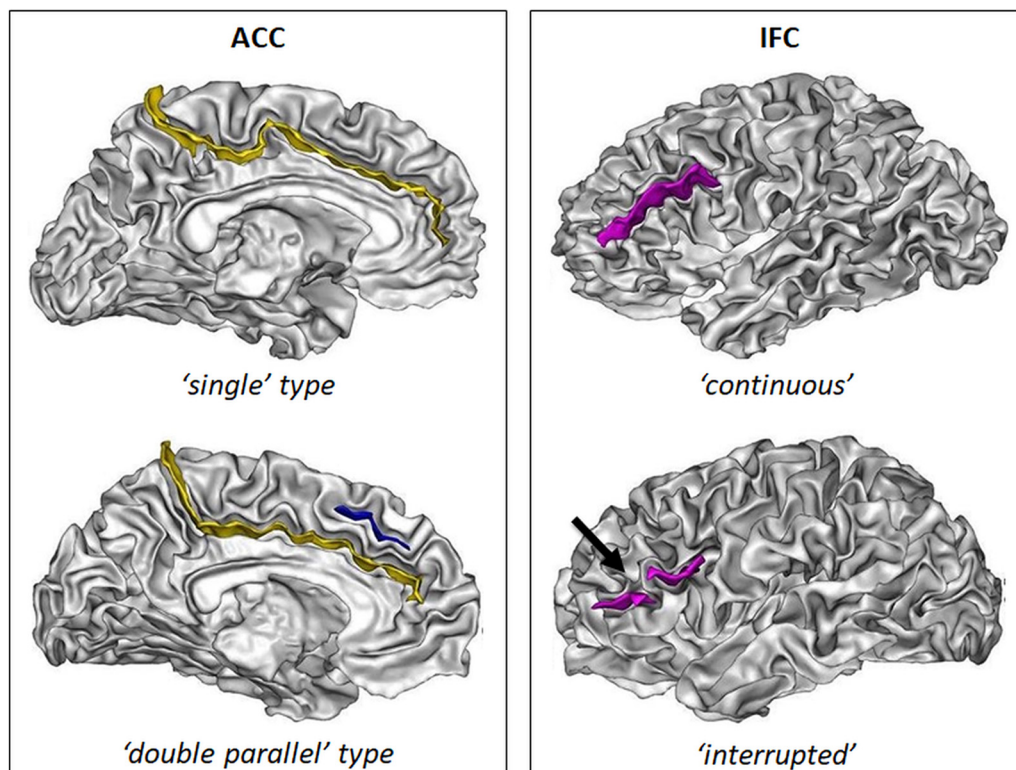 ACC
‘single’ type
‘double parallel’ type
IFC
‘continuous’
‘interrupted’